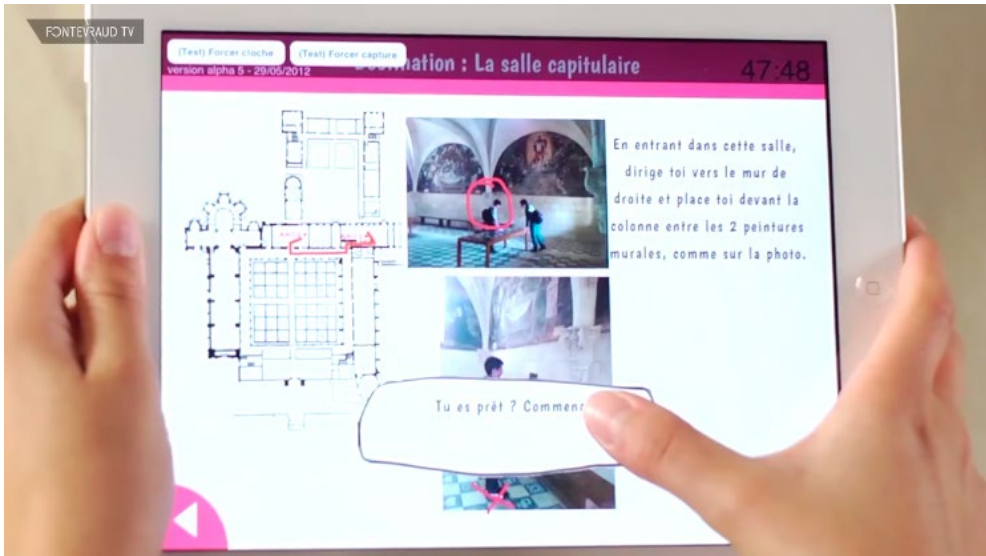 FONTEVRAUD TV
(Test) Forcer cloche
(Test) Forcer capture
version alpha 5 - 29/05/2012
: La salle capitulaire
47:48
En entrant dans cette salle,
dirige toi vers le mur de
droite et place toi devant la
colonne entre les 2 peintures
murales, comme sur la photo.
Tu es prêt ?